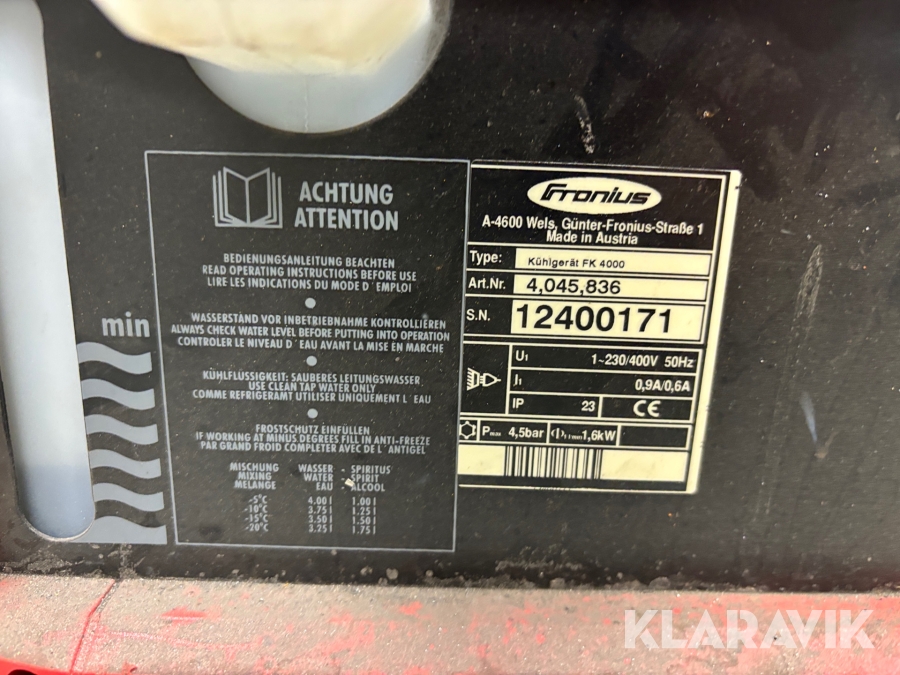 ACHTUNG
ATTENTION
BEDIENUNGSANLEITUNG BEACHTEN
READ OPERATING INSTRUCTIONS BEFORE USE
LIRE LES INDICATIONS DU MODE D´EMPLOI
WASSERSTAND VOR INBETRIEBNAHME KONTROLLIEREN
ALWAYS CHECK WATER LEVEL BEFORE PUTTING INTO OPERATION
CONTROLER LE NIVEAU D´EAU AVANT LA MISE EN MARCHE
KÜHLFLÜSSIGKEIT: SAUBERES LEITUNGSWASSER
USE CLEAN TAP WATER ONLY
COMME REFRIGERAMT UTILISER UNIQUEMENT L´EAU
FROSTSCHUTZ EINFÜLLEN
IF WORKING AT MINUS DEGREES FILL IN ANTI-FREEZE
PAR GRAND FROID COMPLETER AVEC DE L´ANTIGEL
MISCHUNG WASSER - SPIRITUS
MIXING WATER - SPIRIT
MELANGE EAU - ALCOOL
-5°C 4.00 l 1.00 l
-10°C 3.75 l 1.25 l
-15°C 3.50 l 1.50 l
-20°C 3.25 l 1.75 l
min
Fronius
A-4600 Wels, Günter-Fronius-Straße 1
Made in Austria
Type: Kühlgerät FK 4000
Art.Nr. 4,045,836
S.N. 12400171
U1 1~230/400V 50Hz
I1 0,9A/0,6A
IP 23 CE
Pmax 4,5bar 1 l/min 1,6kW
KLARAVIK